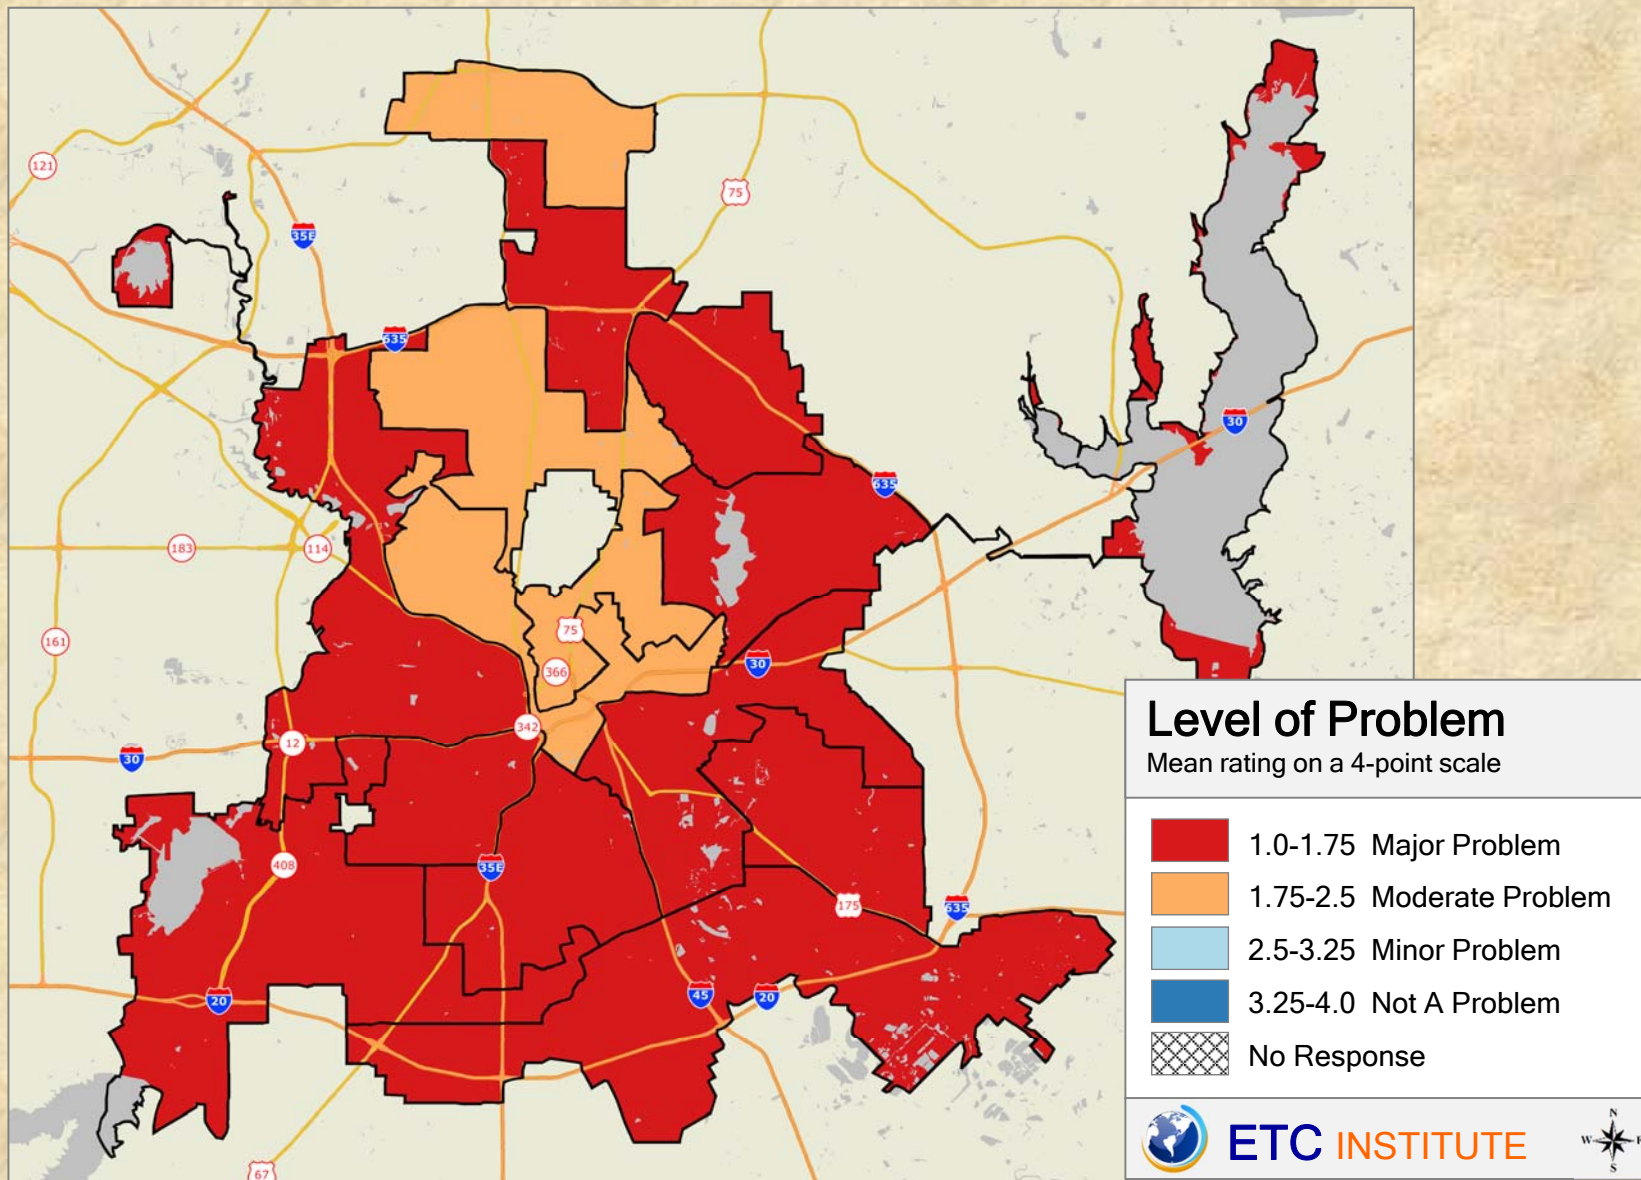 121
75
35E
635
30
635
183
114
161
75
366
30
342
12
30
408
35E
175
635
20
45
20
67
Level of Problem
Mean rating on a 4-point scale
1.0-1.75 Major Problem
1.75-2.5 Moderate Problem
2.5-3.25 Minor Problem
3.25-4.0 Not A Problem
No Response
ETC INSTITUTE
N
W
S